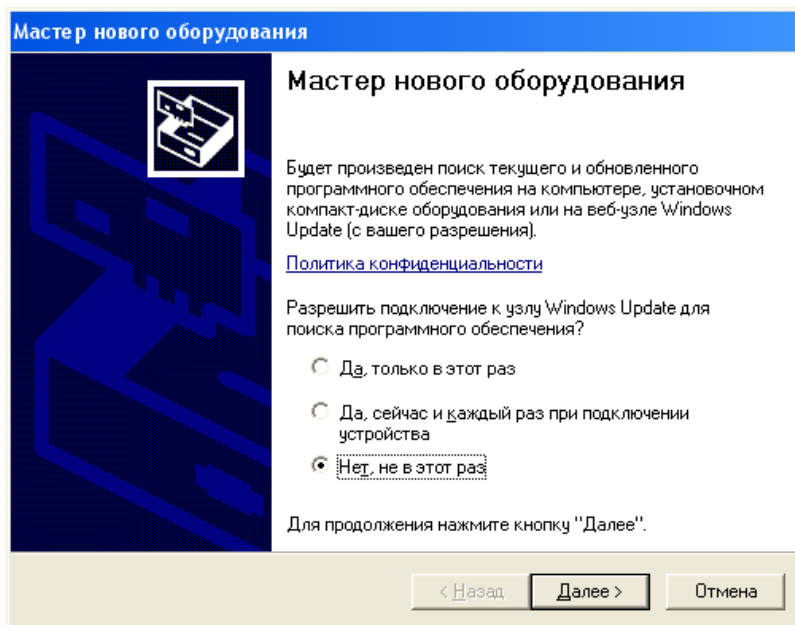 Мастер нового оборудования
Мастер нового оборудования
Будет произведен поиск текущего и обновленного
программного обеспечения на компьютере, установочном
компакт-диске оборудования или на веб-узле Windows
Update (с вашего разрешения).
Политика конфиденциальности
Разрешить подключение к узлу Windows Update для
поиска программного обеспечения?
Да, только в этот раз
Да, сейчас и каждый раз при подключении
устройства
Нет, не в этот раз
Для продолжения нажмите кнопку "Далее".
< Назад Далее > Отмена